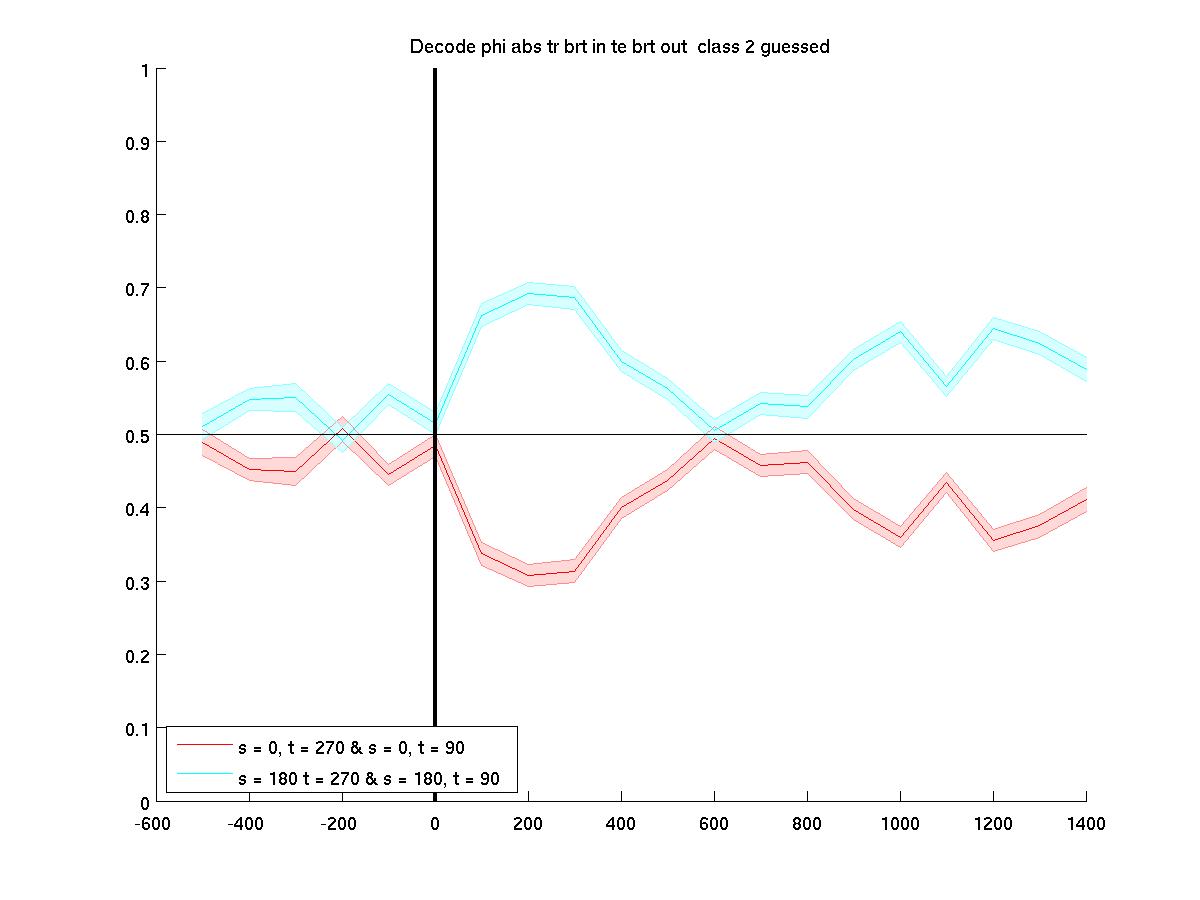 Decode phi abs tr brt in te brt out  class 2 guessed
1
0.9
0.8
0.7
0.6
0.5
0.4
0.3
0.2
0.1
0
s = 0, t = 270 & s = 0, t = 90
s = 180 t = 270 & s = 180, t = 90
-600 -400 -200 0 200 400 600 800 1000 1200 1400